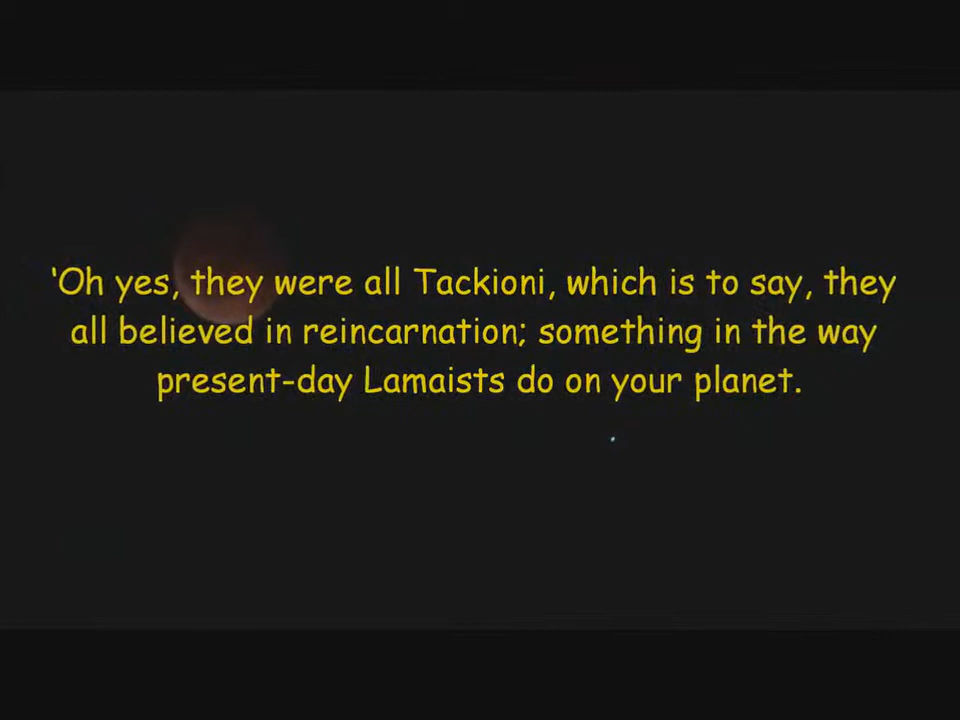 ‘Oh yes, they were all Tackioni, which is to say, they
all believed in reincarnation; something in the way
present-day Lamaists do on your planet.